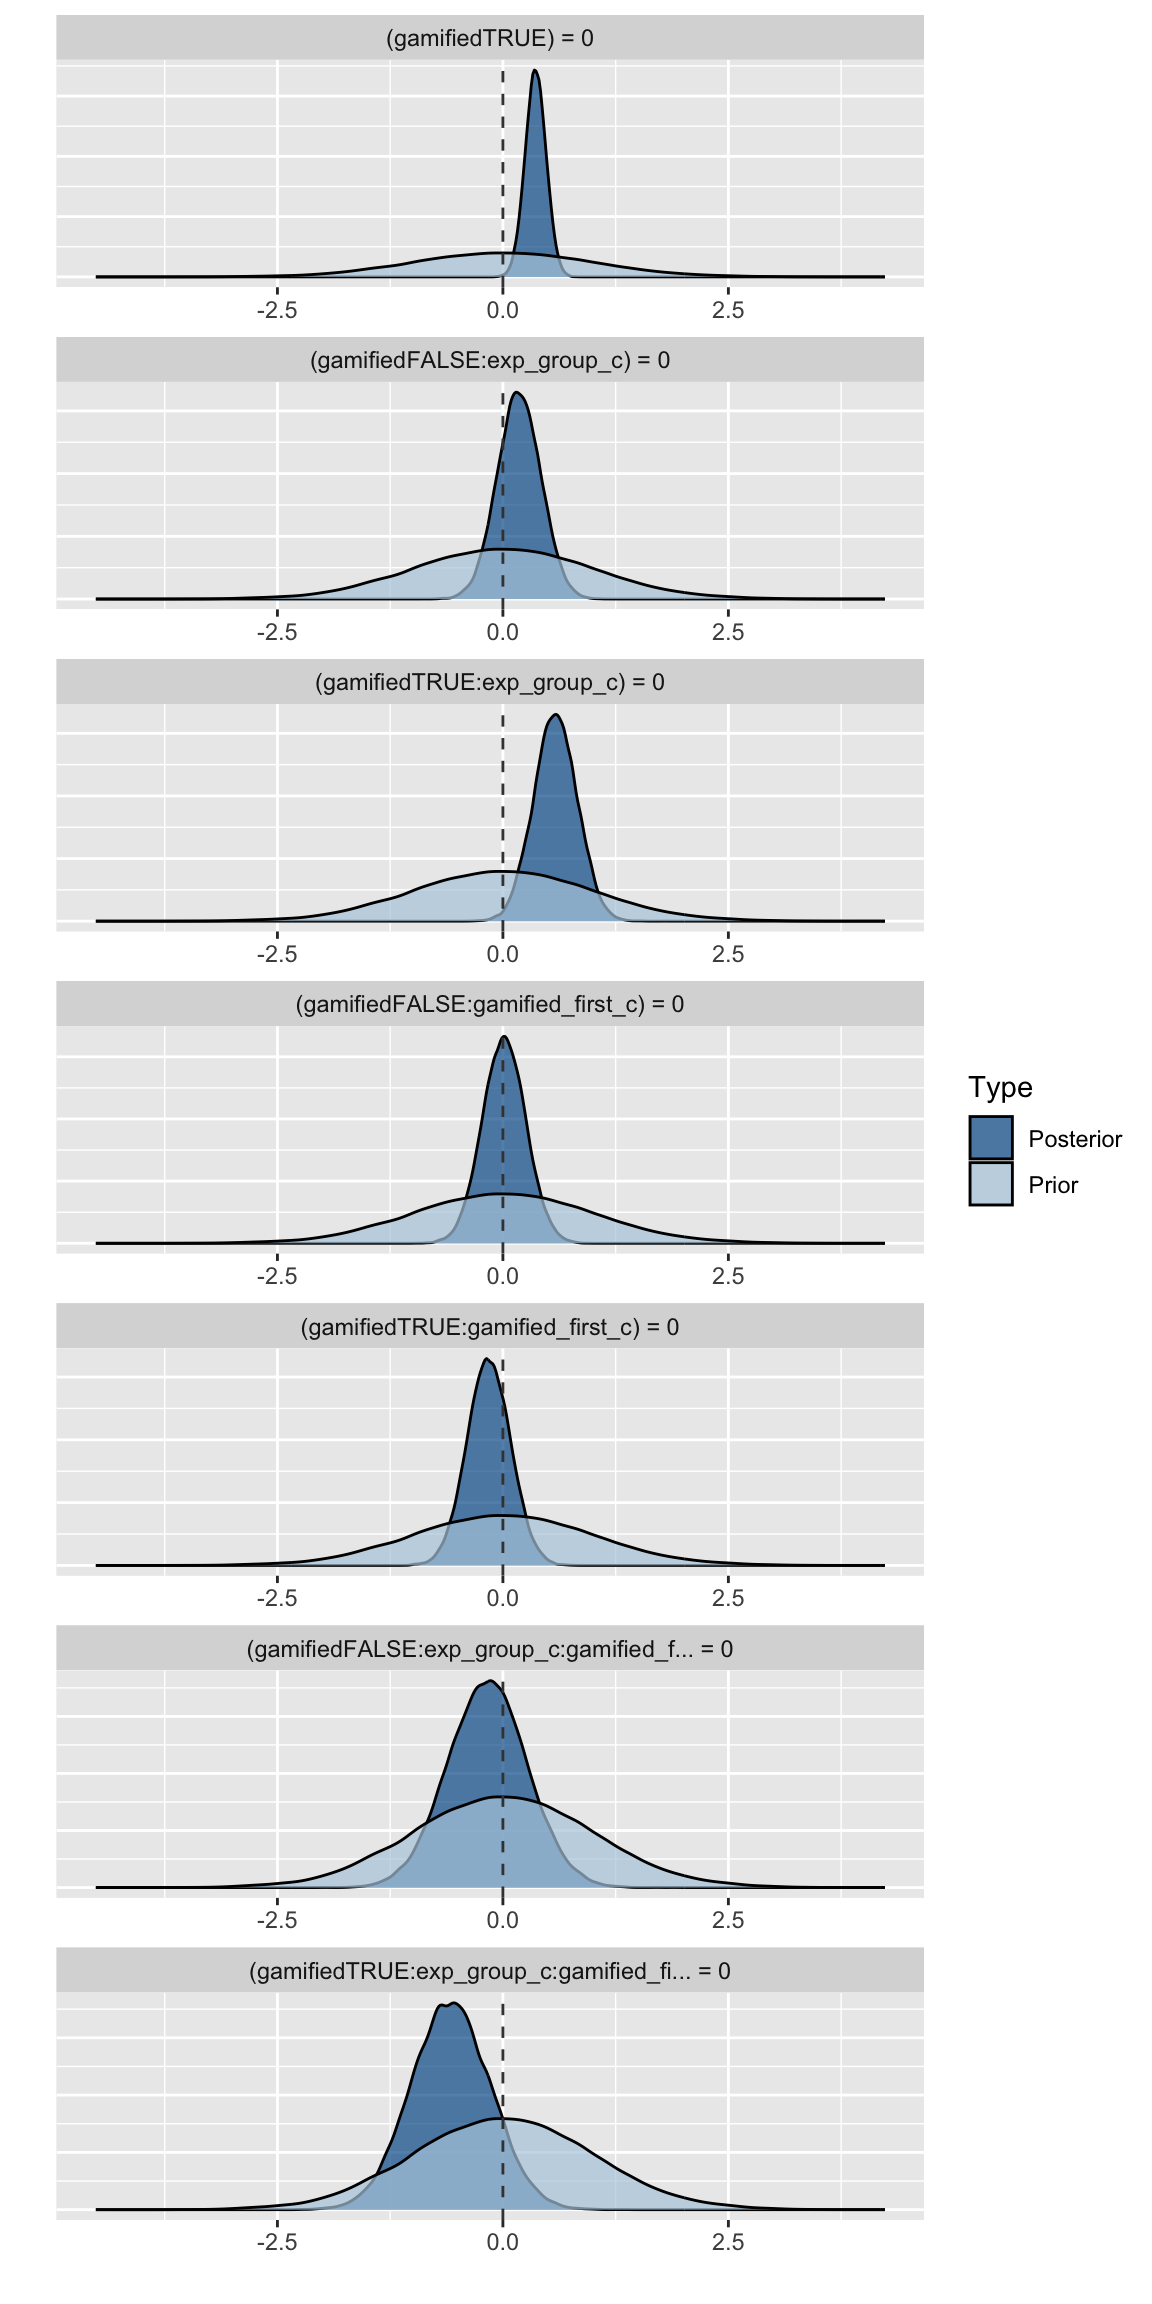 (gamifiedTRUE) = 0
-2.5 0.0 2.5
(gamifiedFALSE:exp_group_c) = 0
-2.5 0.0 2.5
(gamifiedTRUE:exp_group_c) = 0
-2.5 0.0 2.5
(gamifiedFALSE:gamified_first_c) = 0
-2.5 0.0 2.5
(gamifiedTRUE:gamified_first_c) = 0
-2.5 0.0 2.5
(gamifiedFALSE:exp_group_c:gamified_f... = 0
-2.5 0.0 2.5
(gamifiedTRUE:exp_group_c:gamified_fi... = 0
-2.5 0.0 2.5
Type
Posterior
Prior